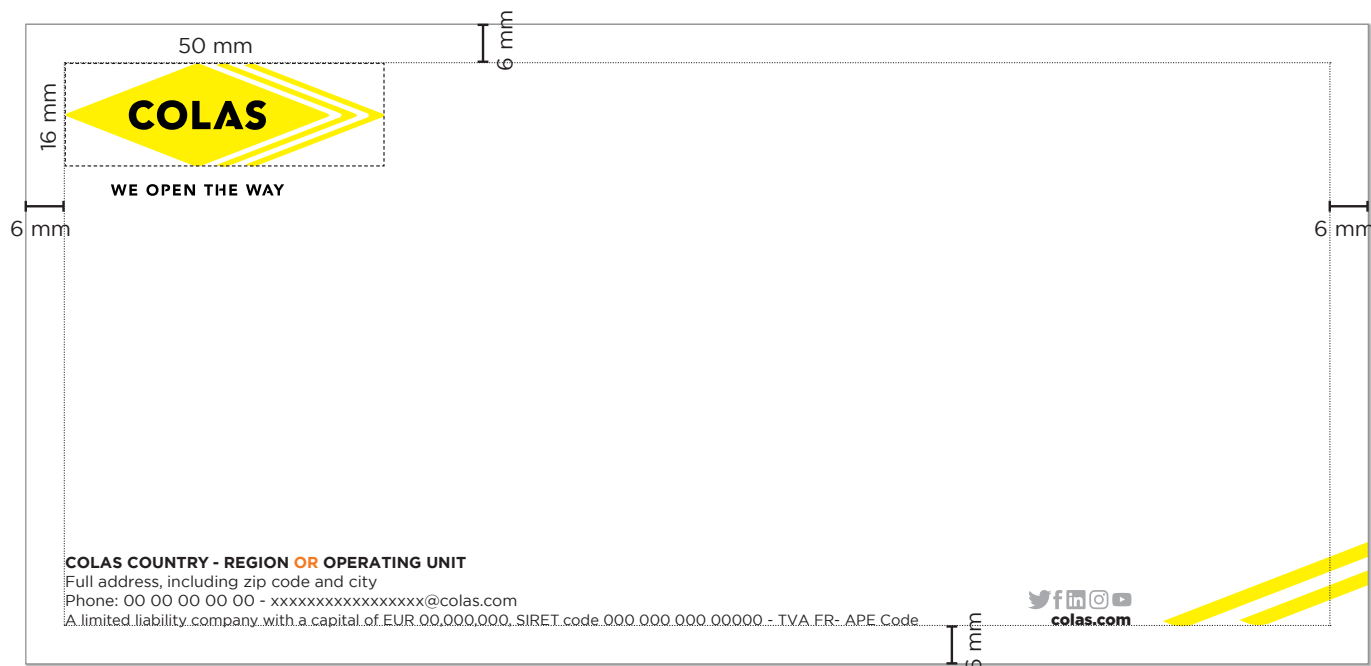 6 mm
50 mm
16 mm
COLAS
WE OPEN THE WAY
6 mm
6 mm
COLAS COUNTRY - REGION OR OPERATING UNIT
Full address, including zip code and city
Phone: 00 00 00 00 00 - xxxxxxxxxxxxxxxxx@colas.com
A limited liability company with a capital of EUR 00,000,000, SIRET code 000 000 000 00000 - TVA FR- APE Code
colas.com
6 mm